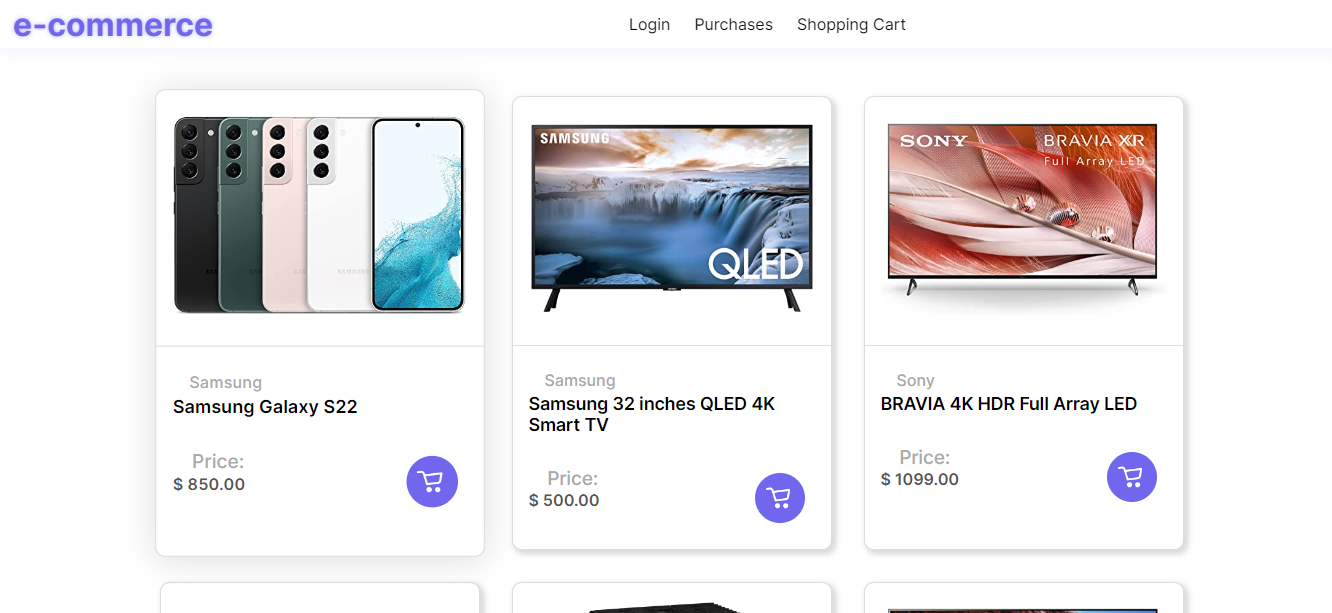 e-commerce
Login Purchases Shopping Cart
SAMSUNG
QLED
SONY
BRAVIA XR
Full Array LED
Samsung
Samsung Galaxy S22
Price:
$ 850.00
Samsung
Samsung 32 inches QLED 4K
Smart TV
Price:
$ 500.00
Sony
BRAVIA 4K HDR Full Array LED
Price:
$ 1099.00